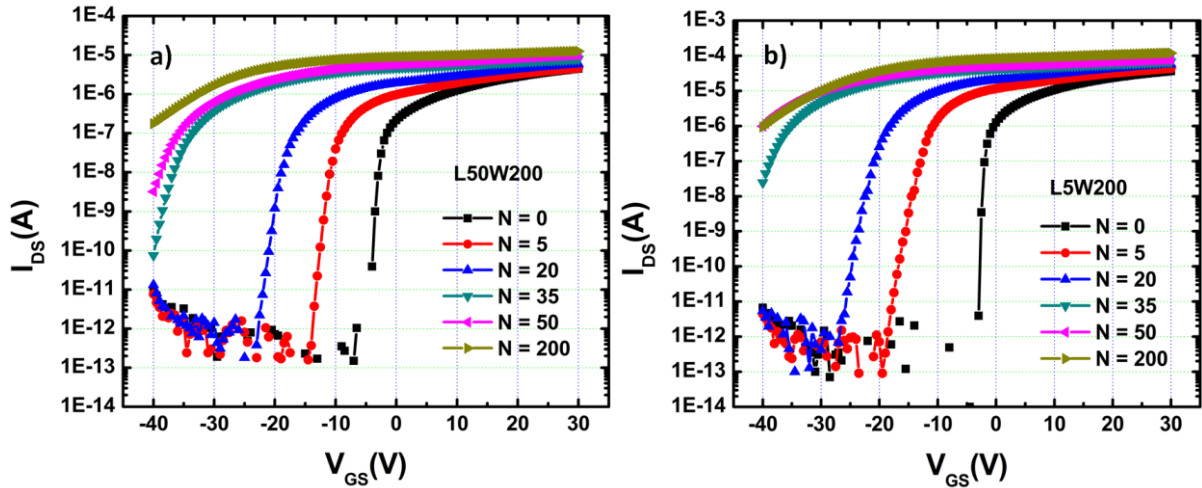 a)
1E-4
1E-5
1E-6
1E-7
1E-8
1E-9
1E-10
1E-11
1E-12
1E-13
1E-14
I_DS(A)
L50W200
N = 0
N = 5
N = 20
N = 35
N = 50
N = 200
-40 -30 -20 -10 0 10 20 30
V_GS(V)
b)
1E-3
1E-4
1E-5
1E-6
1E-7
1E-8
1E-9
1E-10
1E-11
1E-12
1E-13
1E-14
I_DS(A)
L5W200
N = 0
N = 5
N = 20
N = 35
N = 50
N = 200
-40 -30 -20 -10 0 10 20 30
V_GS(V)